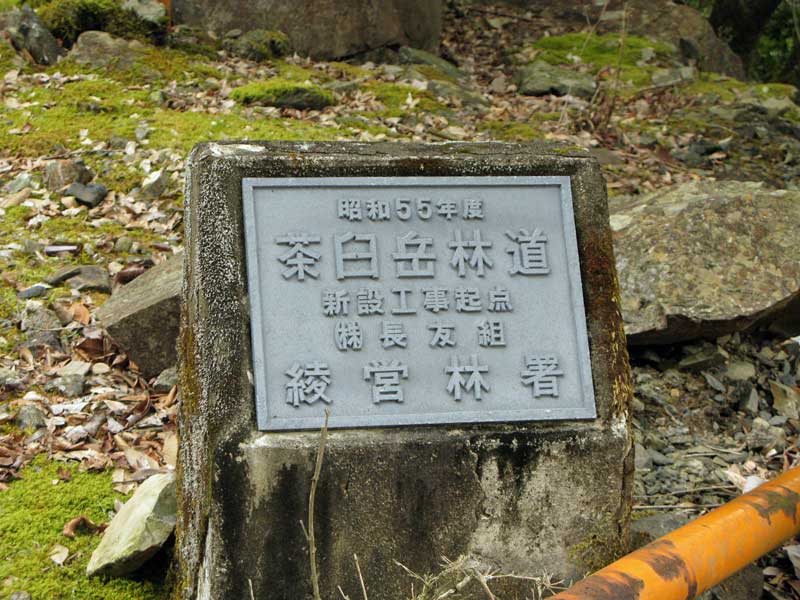 昭和55年度
茶臼岳林道
新設工事起点
㈱長友組
綾営林署